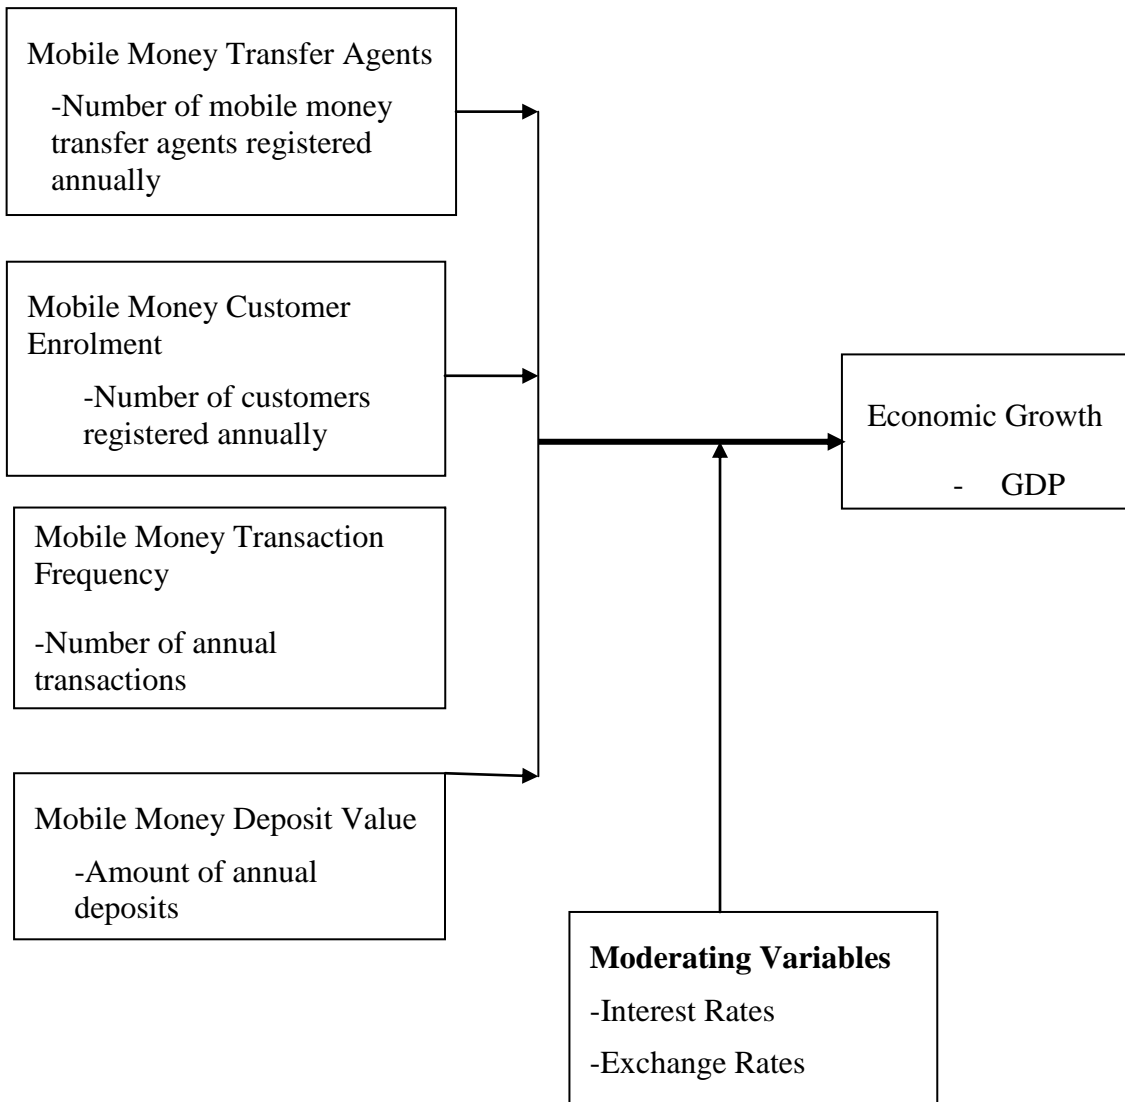 Mobile Money Transfer Agents
-Number of mobile money
transfer agents registered
annually
Mobile Money Customer
Enrolment
-Number of customers
registered annually
Mobile Money Transaction
Frequency
-Number of annual
transactions
Mobile Money Deposit Value
-Amount of annual
deposits
Economic Growth
- GDP
Moderating Variables
-Interest Rates
-Exchange Rates